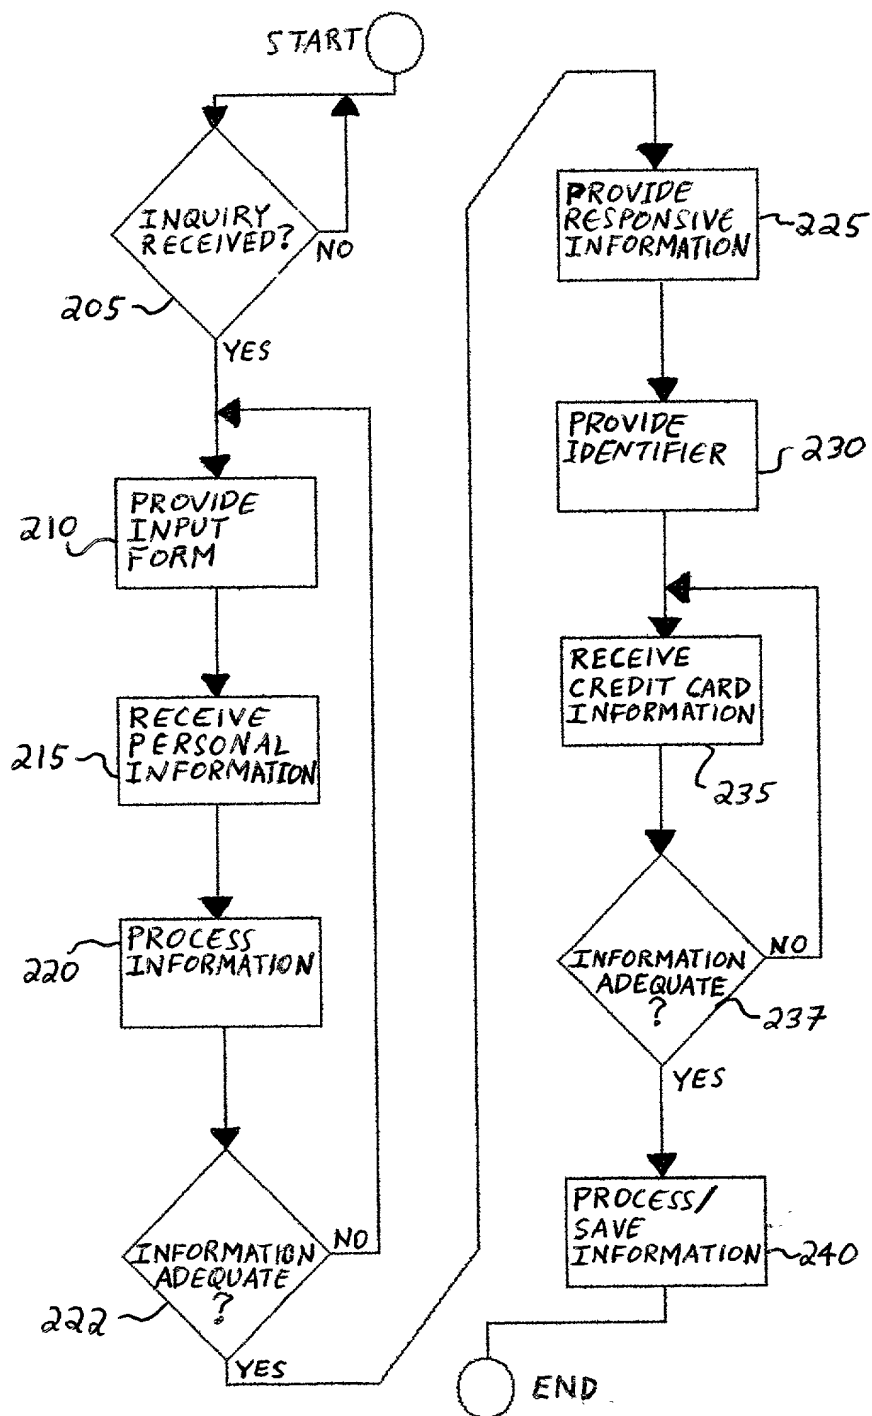 START
INQUIRY
RECEIVED?
NO
205
YES
210
PROVIDE
INPUT
FORM
215
RECEIVE
PERSONAL
INFORMATION
220
PROCESS
INFORMATION
INFORMATION
ADEQUATE
?
NO
222
YES
PROVIDE
RESPONSIVE
INFORMATION
225
PROVIDE
IDENTIFIER
230
RECEIVE
CREDIT CARD
INFORMATION
235
INFORMATION
ADEQUATE
?
NO
237
YES
PROCESS/
SAVE
INFORMATION
240
END